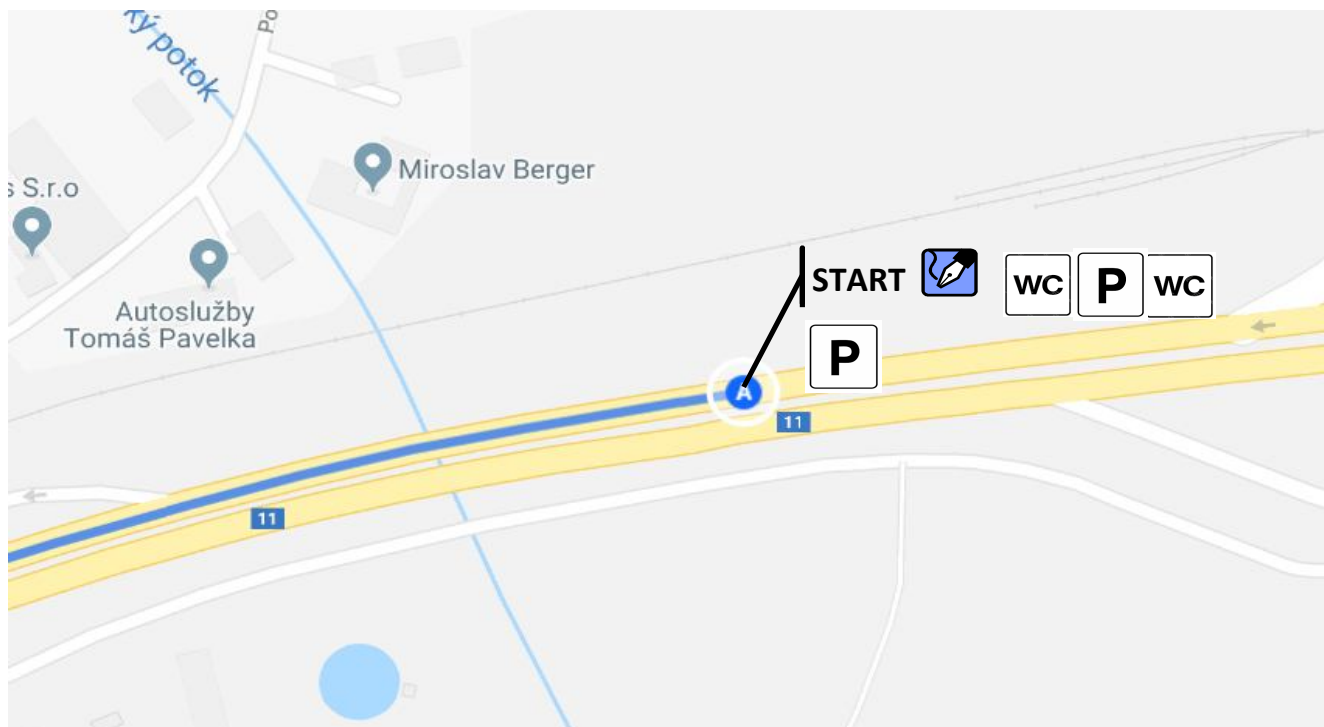 ký potok
Po
Miroslav Berger
s S.r.o
Autoslužby
Tomáš Pavelka
START
WC P WC
P
A
11
11